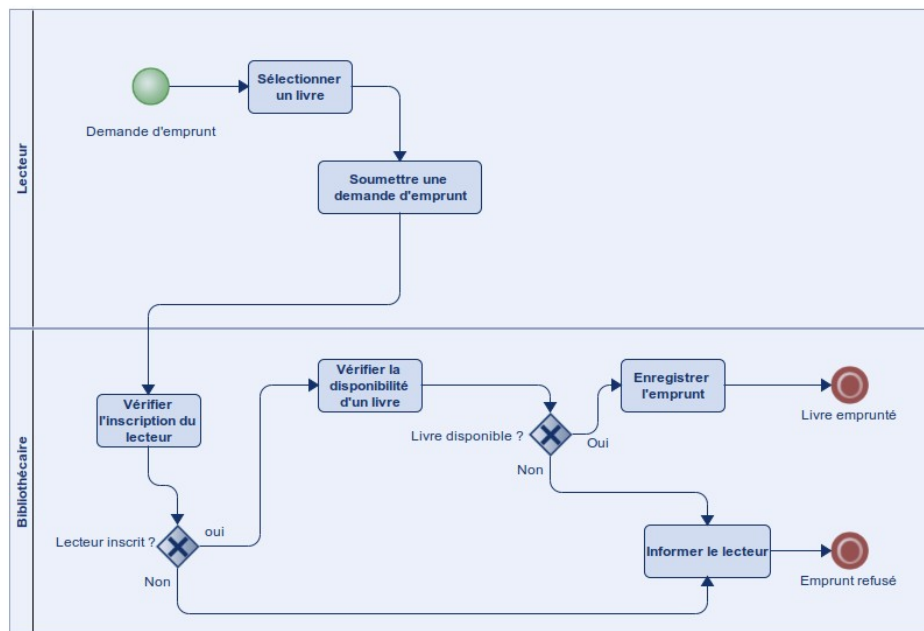 Lecteur
Demande d'emprunt
Sélectionner
un livre
Soumettre une
demande d'emprunt
Bibliothécaire
Vérifier
l'inscription du
lecteur
Lecteur inscrit ?
oui
Non
Vérifier la
disponibilité
d'un livre
Livre disponible ?
Oui
Non
Enregistrer
l'emprunt
Livre emprunté
Informer le lecteur
Emprunt refusé